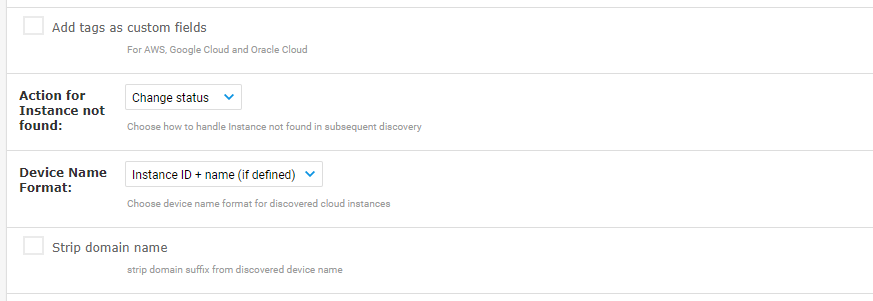 Add tags as custom fields
For AWS, Google Cloud and Oracle Cloud
Action for
Instance not
found:
Change status
Choose how to handle Instance not found in subsequent discovery
Device Name
Format:
Instance ID + name (if defined)
Choose device name format for discovered cloud instances
Strip domain name
strip domain suffix from discovered device name